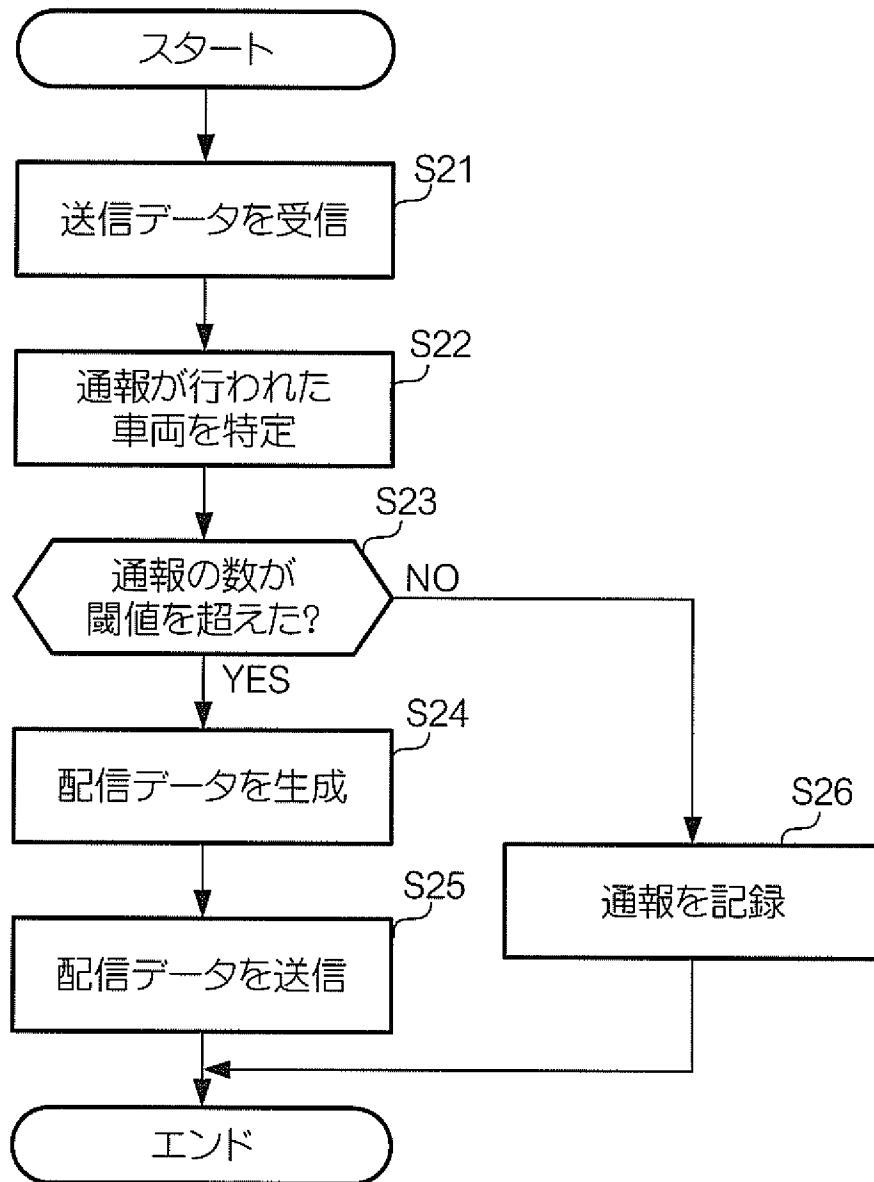 スタート
S21
送信データを受信
S22
通報が行われた
車両を特定
S23
通報の数が
閾値を超えた?
NO
YES
S24
配信データを生成
S26
通報を記録
S25
配信データを送信
エンド